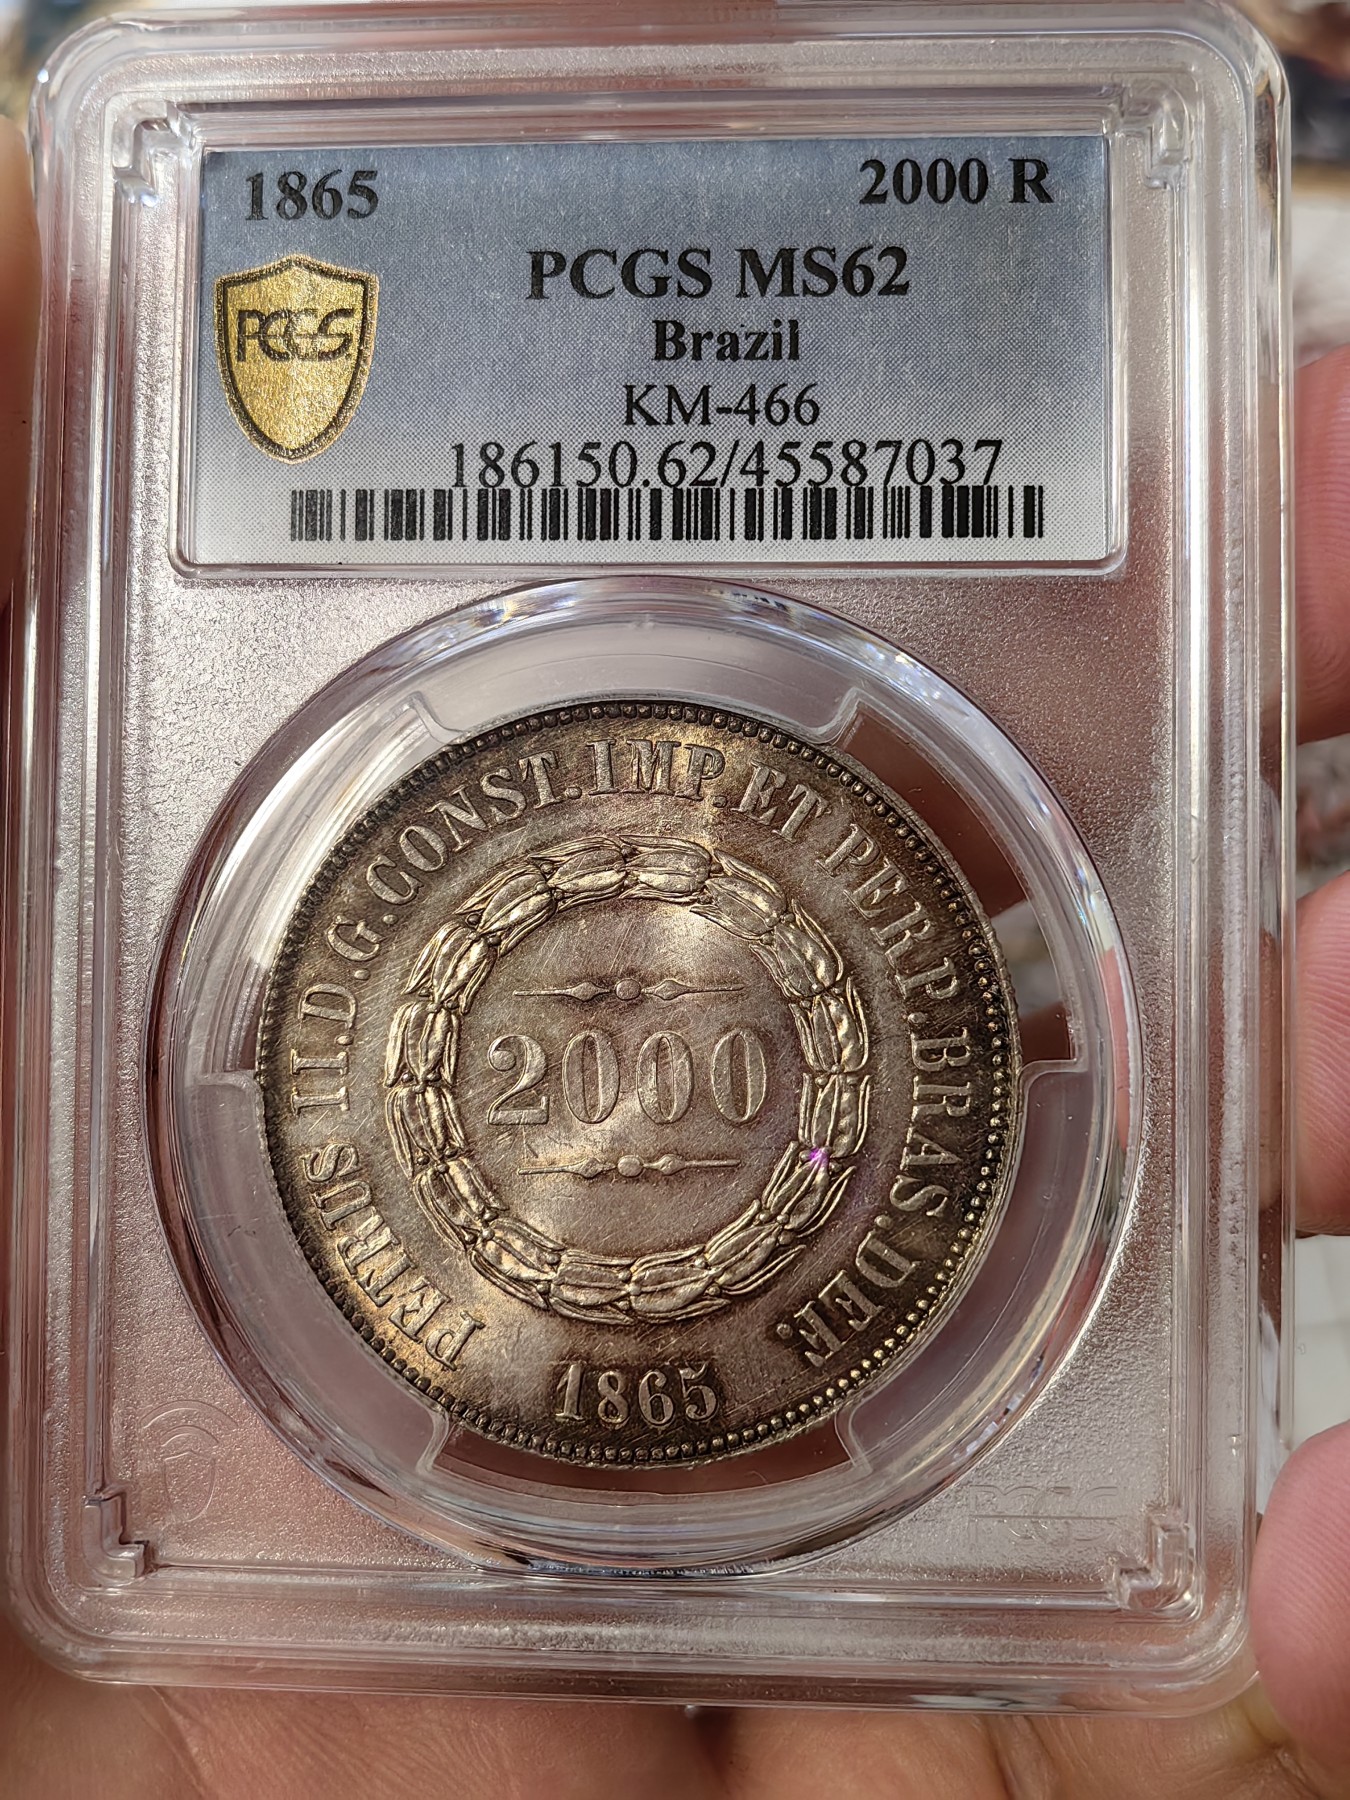 1865 2000 R
PCGS MS62
PCGS
Brazil
KM-466
186150.62/45587037
PETRUS II.D.G.CONST.IMP.ET PERP.BRAS.DEF.
2000
1865
PCGS